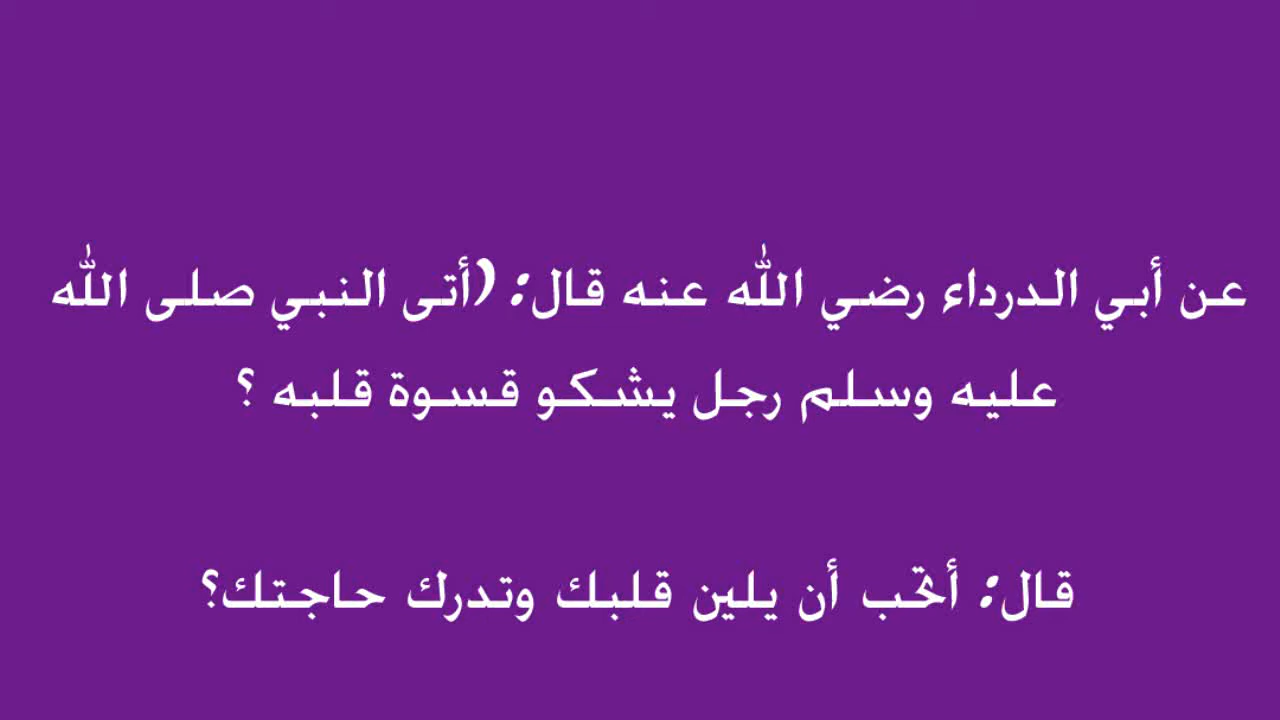 عن أبي الدرداء رضي الله عنه قال: (أتى النبي صلى الله
عليه وسلم رجل يشكو قسوة قلبه ؟
قال: أتحب أن يلين قلبك وتدرك حاجتك؟